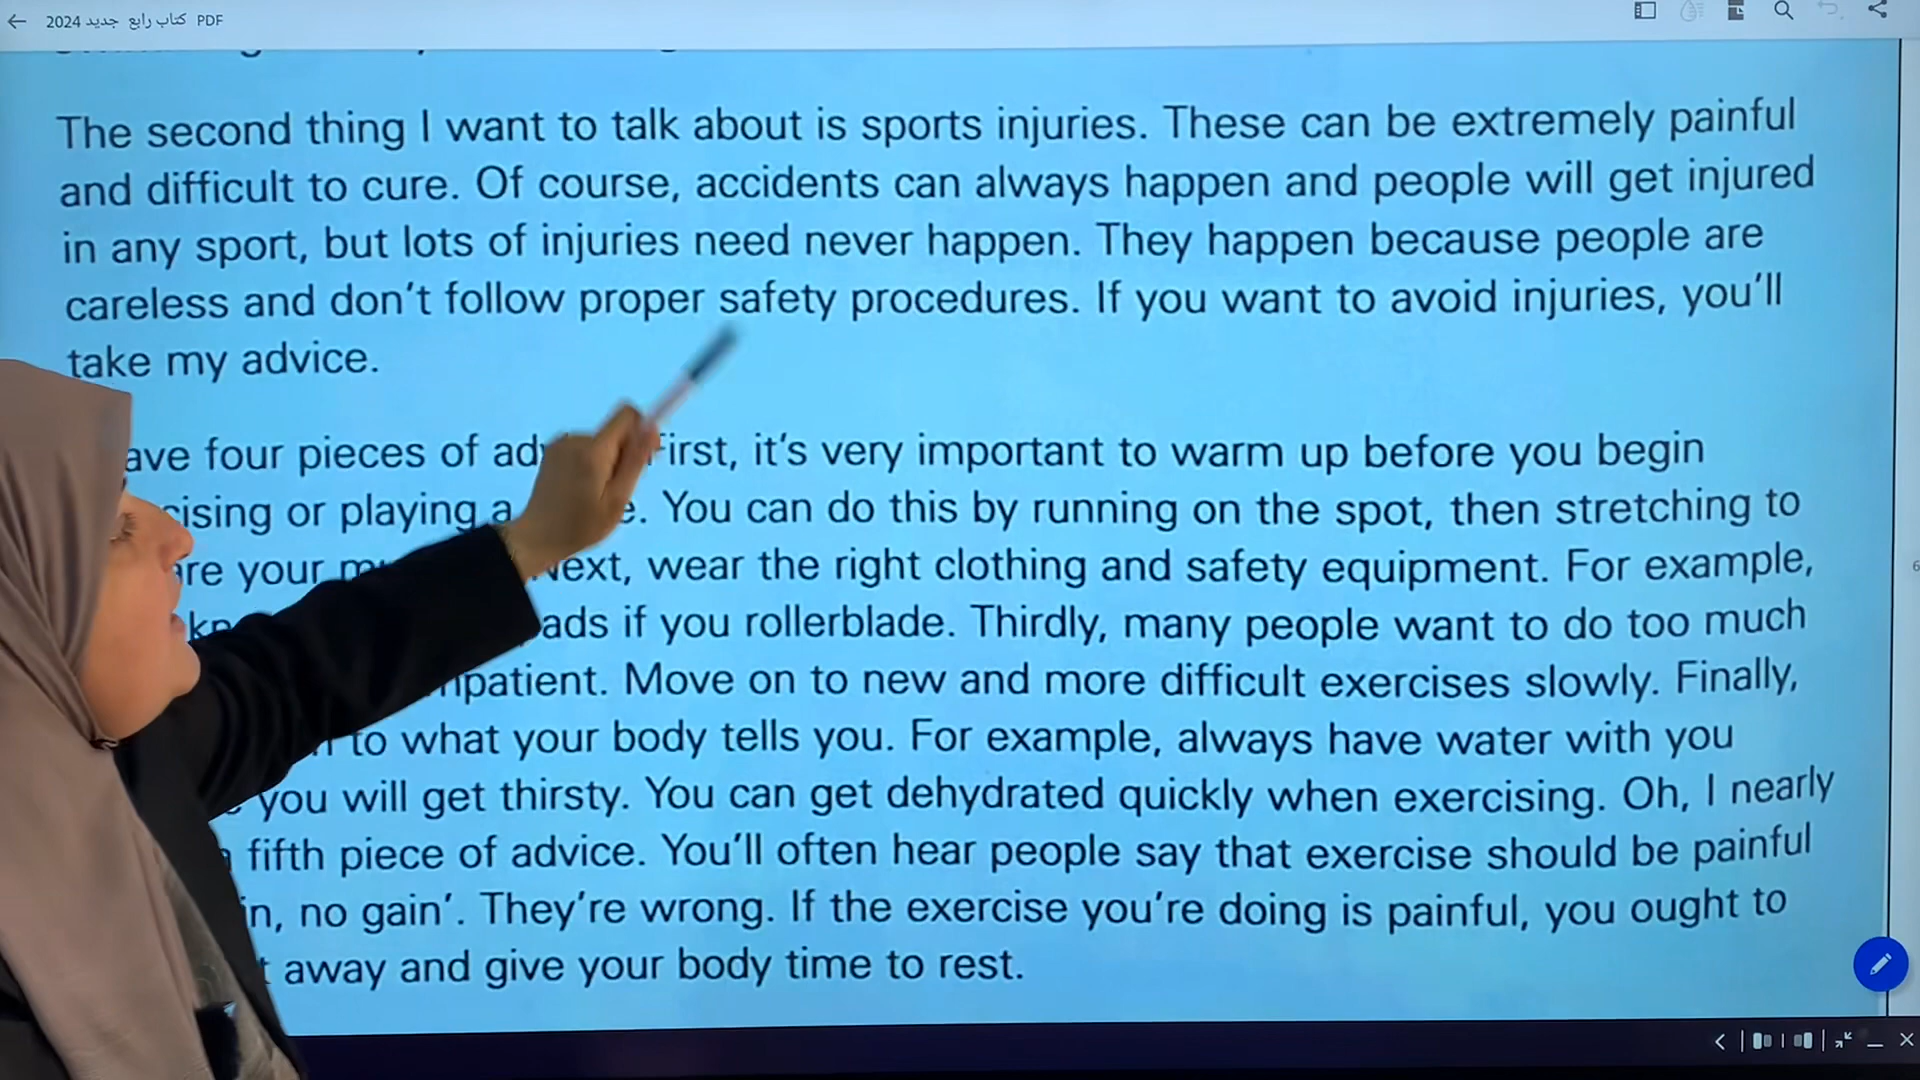 كتاب رابع جديد 2024 PDF
The second thing I want to talk about is sports injuries. These can be extremely painful
and difficult to cure. Of course, accidents can always happen and people will get injured
in any sport, but lots of injuries need never happen. They happen because people are
careless and don't follow proper safety procedures. If you want to avoid injuries, you'll
take my advice.
four pieces of First, it's very important to warm up before you begin
or playing a You can do this by running on the spot, then stretching to
your Next, wear the right clothing and safety equipment. For example,
if you rollerblade. Thirdly, many people want to do too much
Move on to new and more difficult exercises slowly. Finally,
to what your body tells you. For example, always have water with you
you will get thirsty. You can get dehydrated quickly when exercising. Oh, I nearly
fifth piece of advice. You'll often hear people say that exercise should be painful
no gain'. They're wrong. If the exercise you're doing is painful, you ought to
away and give your body time to rest.
6